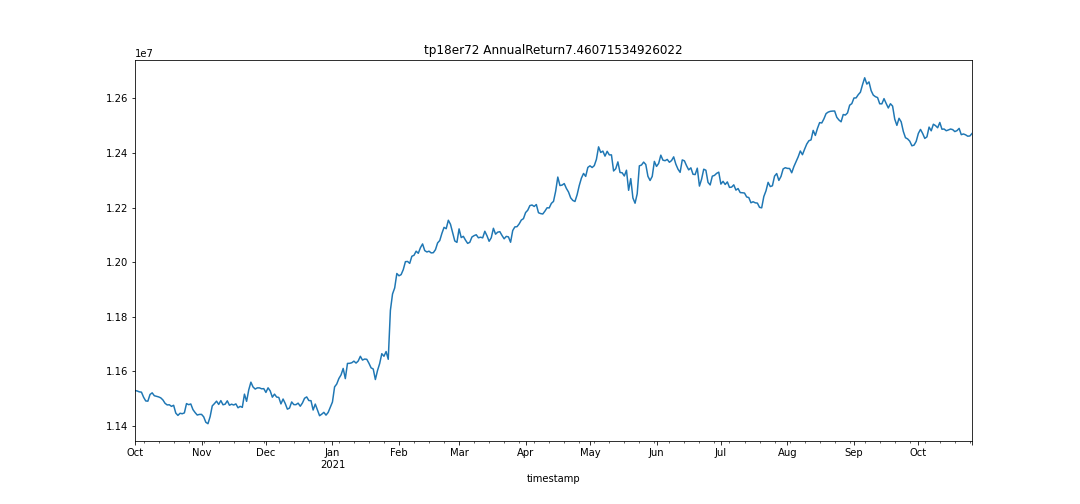 tp18er72 AnnualReturn7.46071534926022
1e7
1.26
1.24
1.22
1.20
1.18
1.16
1.14
Oct Nov Dec Jan Feb Mar Apr May Jun Jul Aug Sep Oct
2021
timestamp